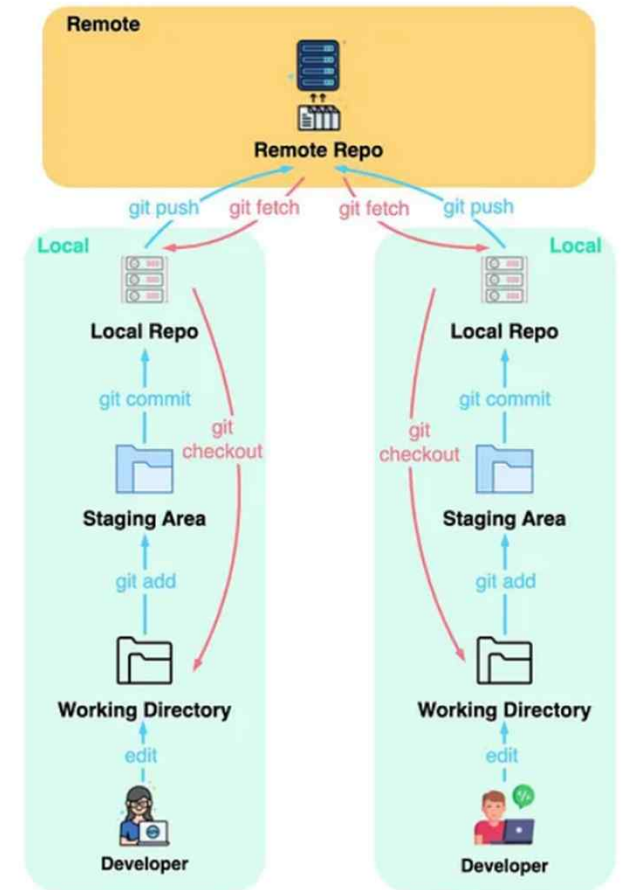 Remote
Remote Repo
git push
git fetch
git fetch
git push
Local
Local Repo
git commit
git
checkout
Staging Area
git add
Working Directory
edit
Developer
Local
Local Repo
git commit
git
checkout
Staging Area
git add
Working Directory
edit
Developer